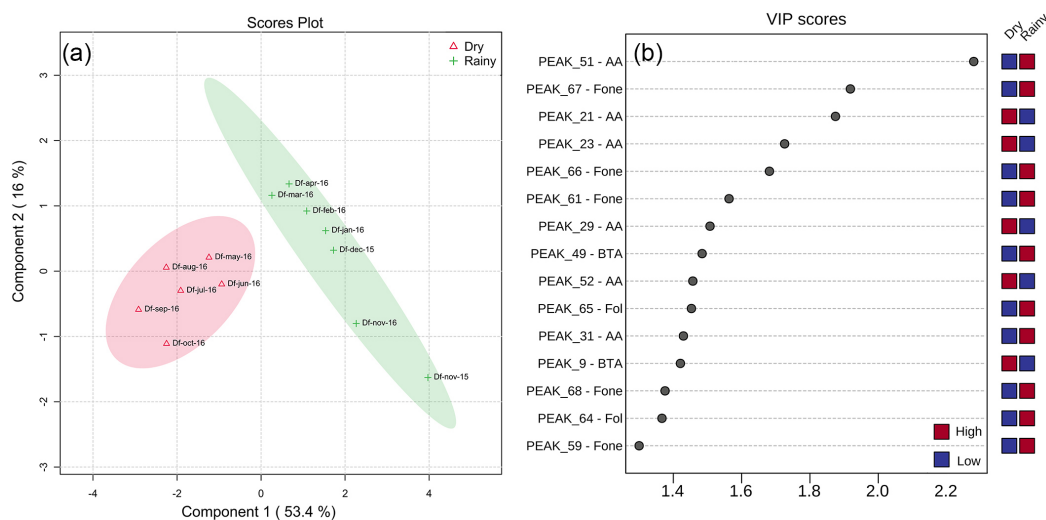 Scores Plot
(a)
Dry
Rainy
Component 2 ( 16 %)
3
2
1
0
-1
-2
-3
Df-apr-16
Df-mar-16
Df-feb-16
Df-jan-16
Df-dec-15
Df-may-16
Df-aug-16
Df-jun-16
Df-jul-16
Df-sep-16
Df-nov-16
Df-oct-16
Df-nov-15
-4 -2 0 2 4
Component 1 ( 53.4 %)
VIP scores
(b)
Dry Rainy
PEAK_51 - AA
PEAK_67 - Fone
PEAK_21 - AA
PEAK_23 - AA
PEAK_66 - Fone
PEAK_61 - Fone
PEAK_29 - AA
PEAK_49 - BTA
PEAK_52 - AA
PEAK_65 - Fol
PEAK_31 - AA
PEAK_9 - BTA
PEAK_68 - Fone
PEAK_64 - Fol
PEAK_59 - Fone
High
Low
1.4 1.6 1.8 2.0 2.2